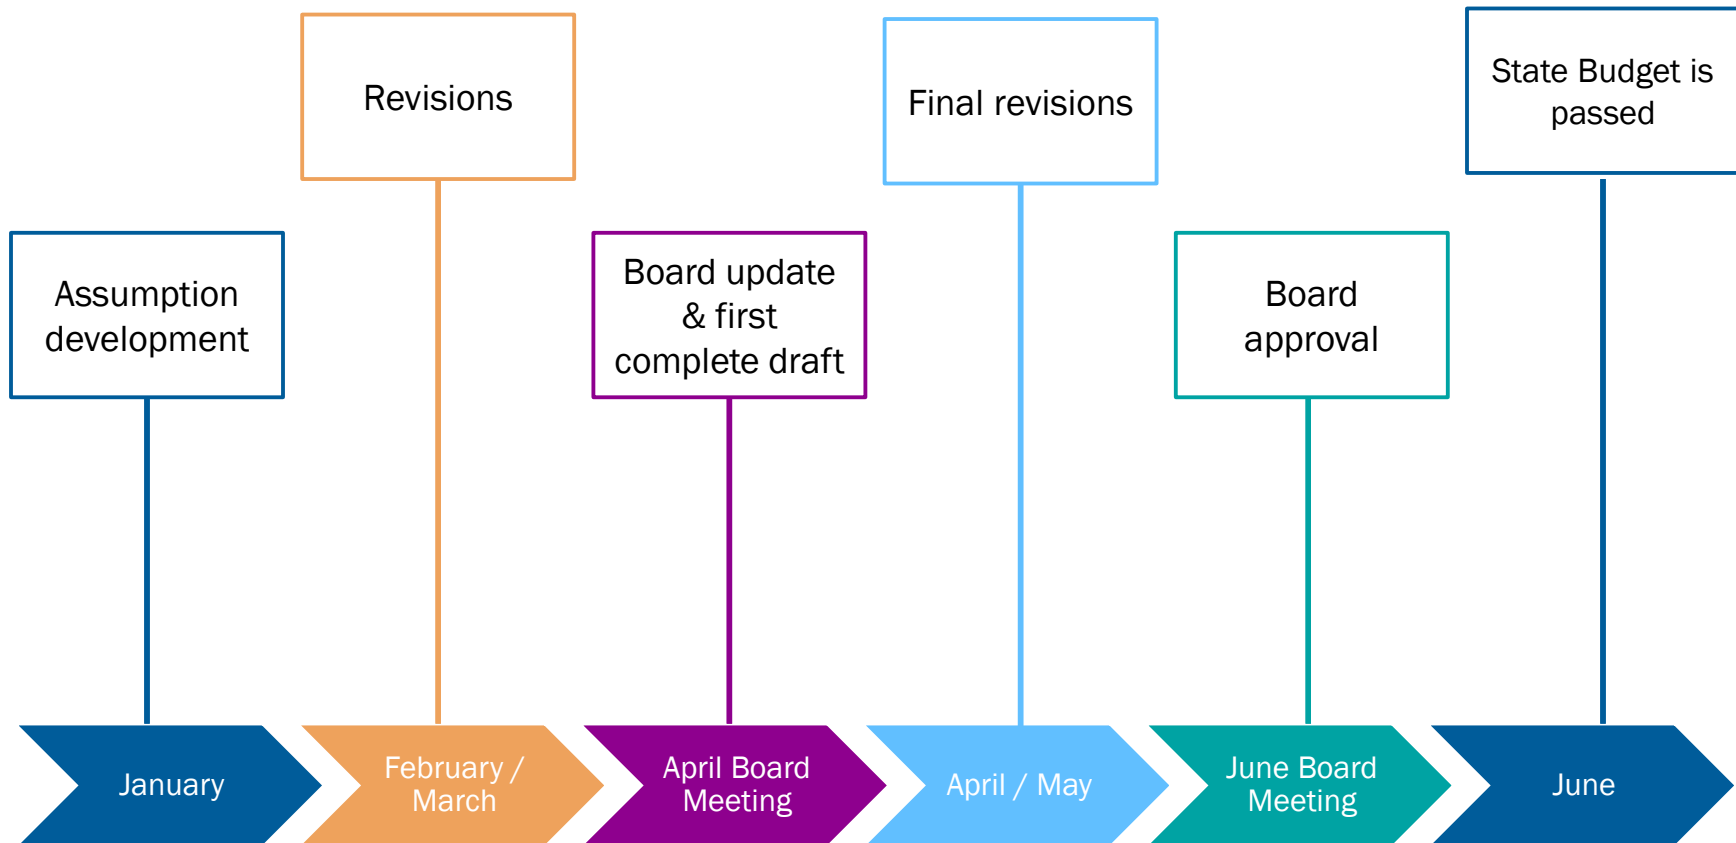 Assumption
development
Revisions
Board update
& first
complete draft
Final revisions
Board
approval
State Budget is
passed
January
February /
March
April Board
Meeting
April / May
June Board
Meeting
June